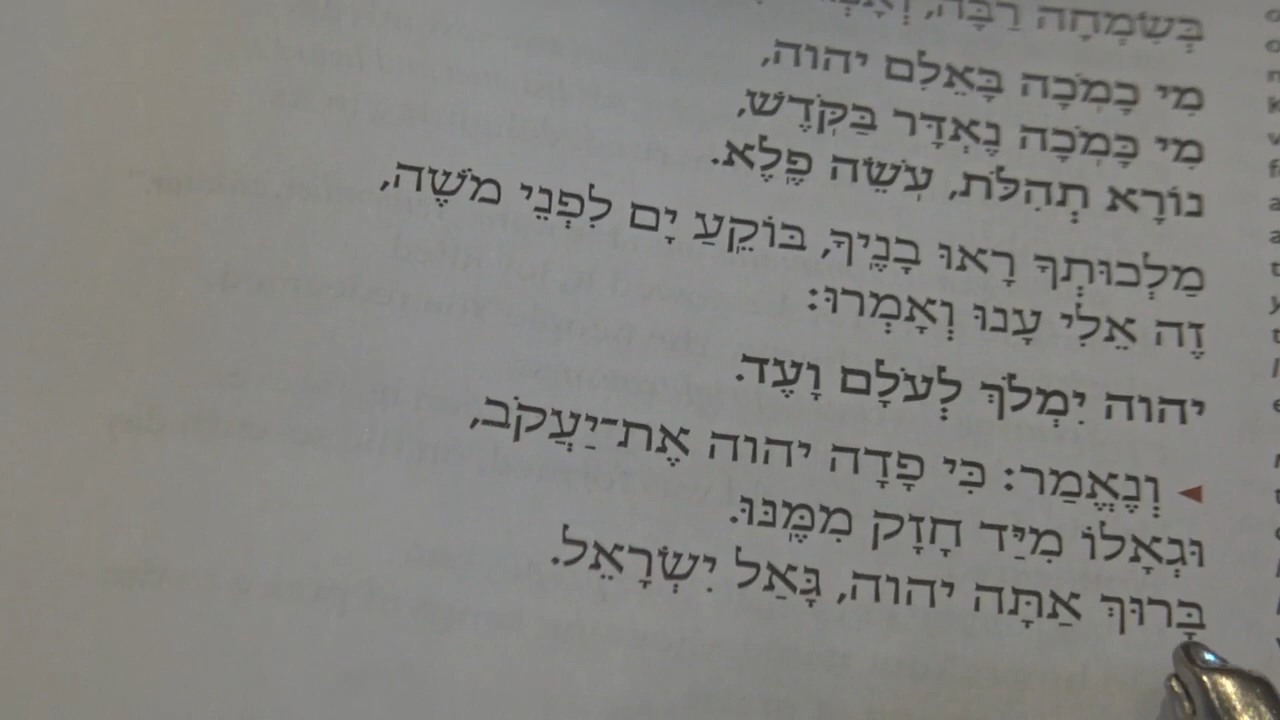 בְּשִׂמְחָה רַבָּה,
מִי כָמֹכָה בָּאֵלִם יהוה,
מִי כָּמֹכָה נֶאְדָּר בַּקֹּֽדֶשׁ,
נוֹרָא תְהִלֹּת, עֹֽשֵׂה פֶֽלֶא.
מַלְכוּתְךָ רָאוּ בָנֶֽיךָ, בּוֹקֵֽעַ יָם לִפְנֵי מֹשֶׁה,
זֶה אֵלִי עָנוּ וְאָמְרוּ:
יהוה יִמְלֹךְ לְעֹלָם וָעֶד.
◄ וְנֶאֱמַר: כִּי פָדָה יהוה אֶת־יַעֲקֹב,
וּגְאָלוֹ מִיַּד חָזָק מִמֶּֽנּוּ.
בָּרוּךְ אַתָּה יהוה, גָּאַל יִשְׂרָאֵל.